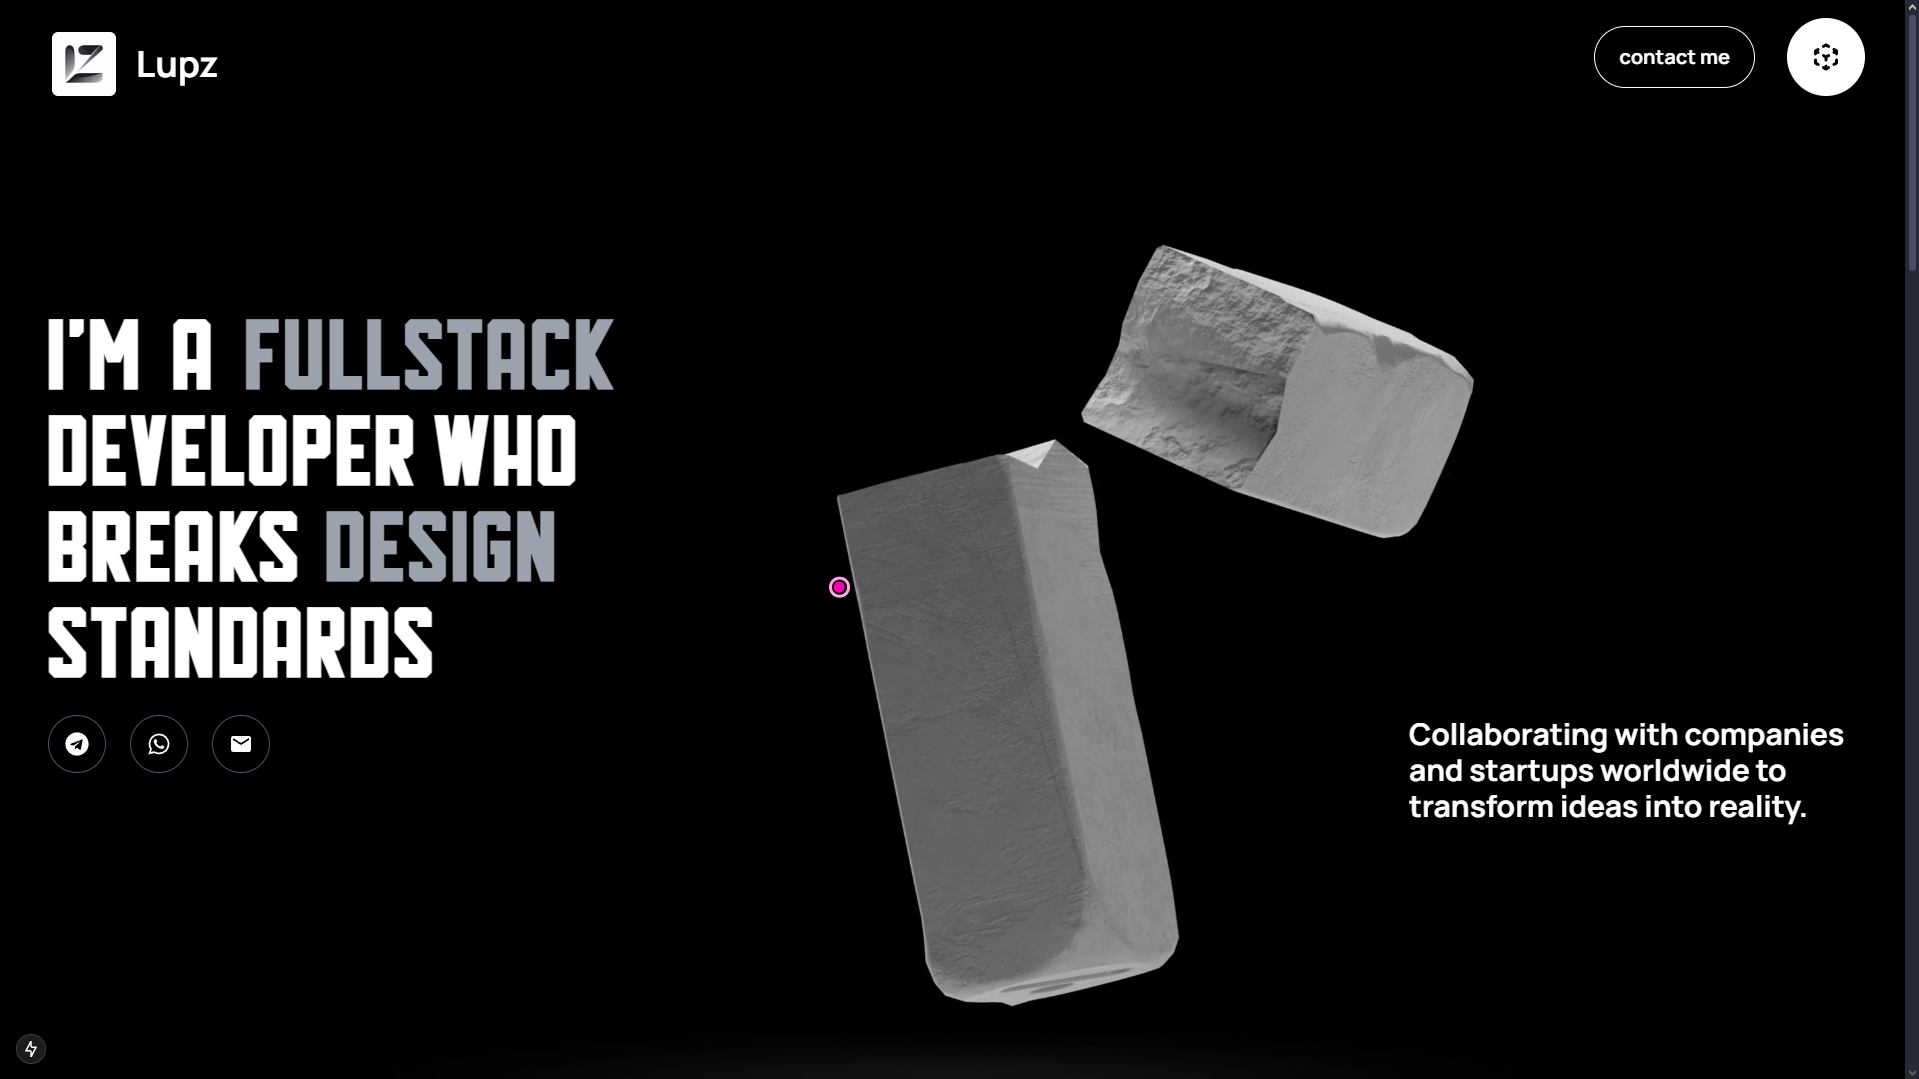 Lupz
contact me
I'M A FULLSTACK
DEVELOPER WHO
BREAKS DESIGN
STANDARDS
Collaborating with companies
and startups worldwide to
transform ideas into reality.